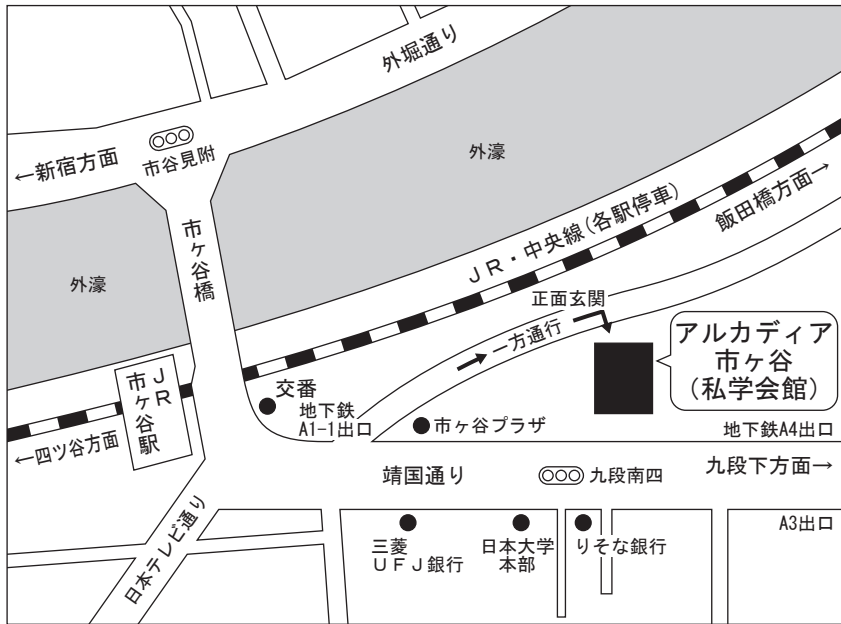 外堀通り
←新宿方面
市谷見附
外濠
飯田橋方面→
市ヶ谷橋
JR・中央線(各駅停車)
外濠
正面玄関
一方通行
アルカディア
市ヶ谷
(私学会館)
JR
市ヶ谷駅
交番
地下鉄
A1-1出口
市ヶ谷プラザ
地下鉄A4出口
←四ツ谷方面
靖国通り
九段南四
九段下方面→
日本テレビ通り
三菱
UFJ銀行
日本大学
本部
りそな銀行
A3出口